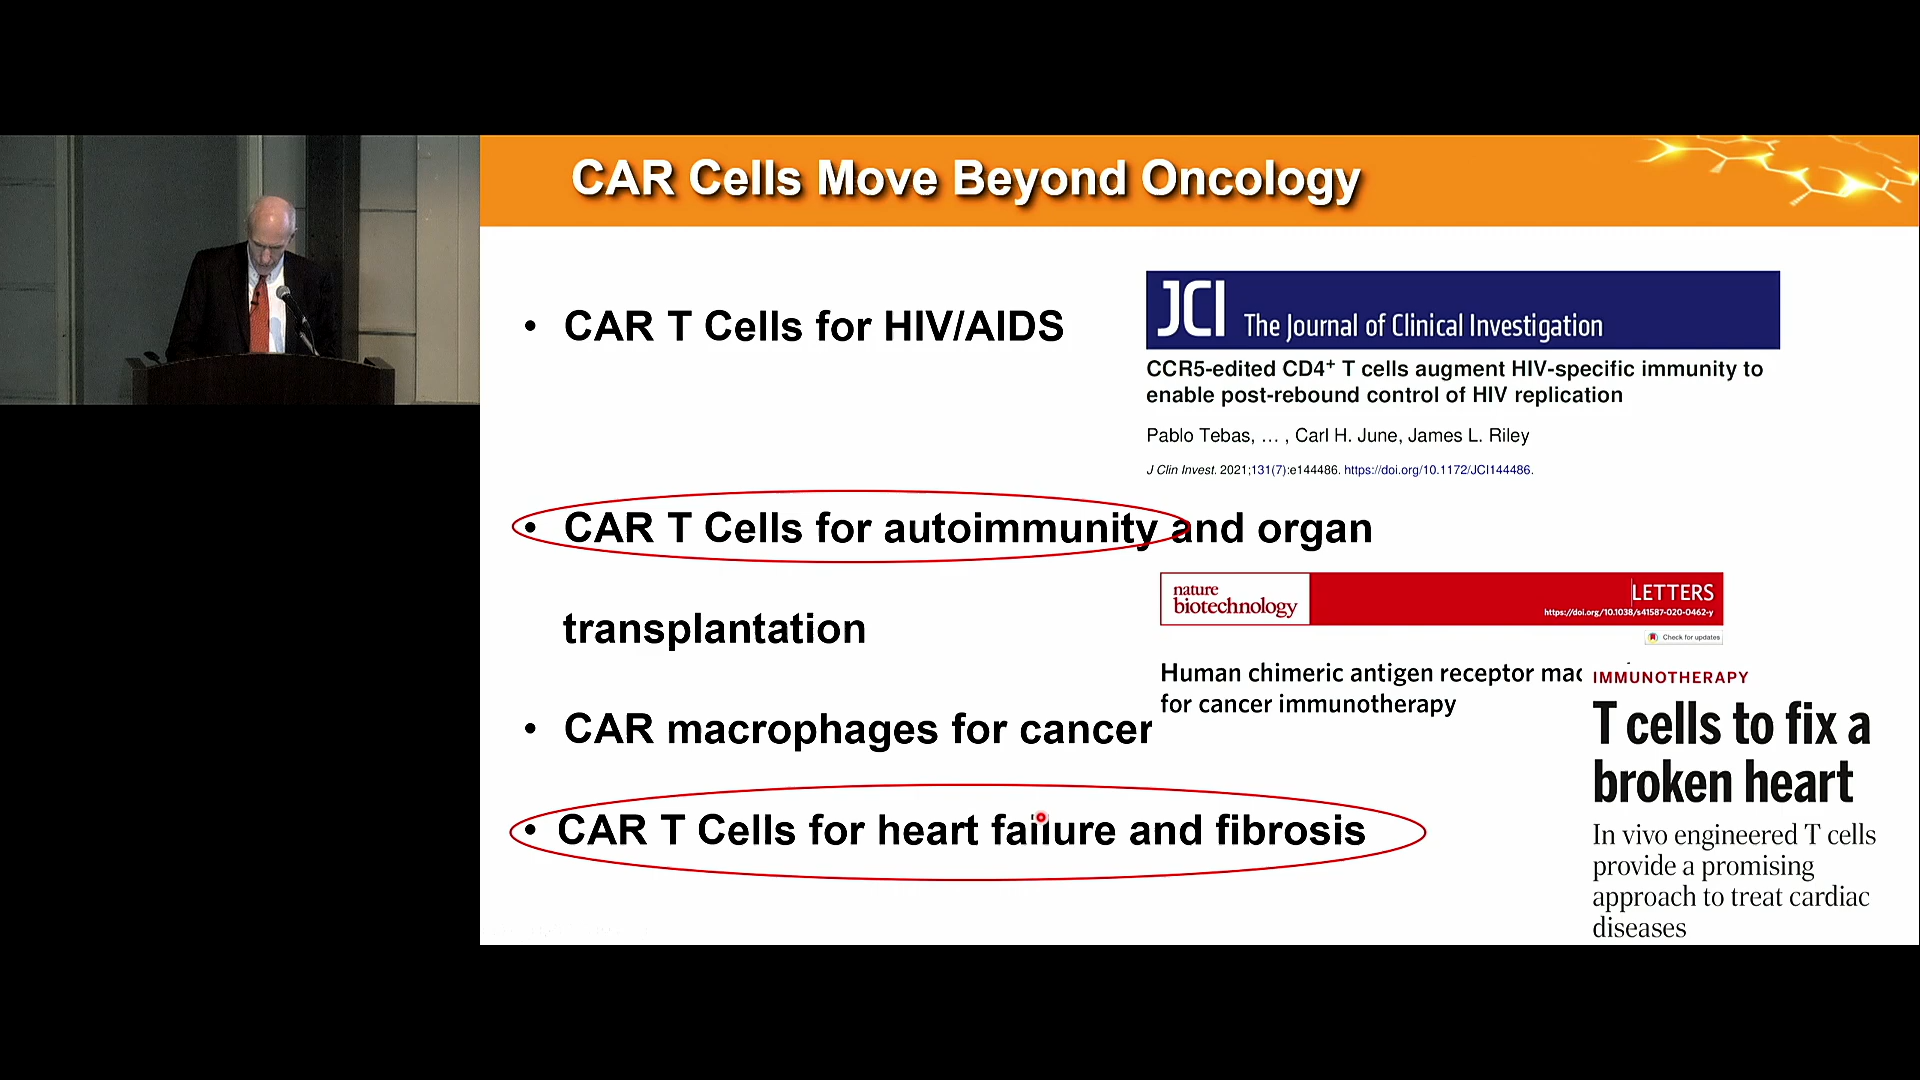 CAR Cells Move Beyond Oncology
• CAR T Cells for HIV/AIDS
JCI The Journal of Clinical Investigation
CCR5-edited CD4⁺ T cells augment HIV-specific immunity to
enable post-rebound control of HIV replication
Pablo Tebas, … , Carl H. June, James L. Riley
J Clin Invest. 2021;131(7):e144486. https://doi.org/10.1172/JCI144486.
• CAR T Cells for autoimmunity and organ
transplantation
nature
biotechnology
LETTERS
https://doi.org/10.1038/s41587-020-0462-y
Check for updates
Human chimeric antigen receptor mac
for cancer immunotherapy
• CAR macrophages for cancer
IMMUNOTHERAPY
T cells to fix a
broken heart
In vivo engineered T cells
provide a promising
approach to treat cardiac
diseases
• CAR T Cells for heart failure and fibrosis